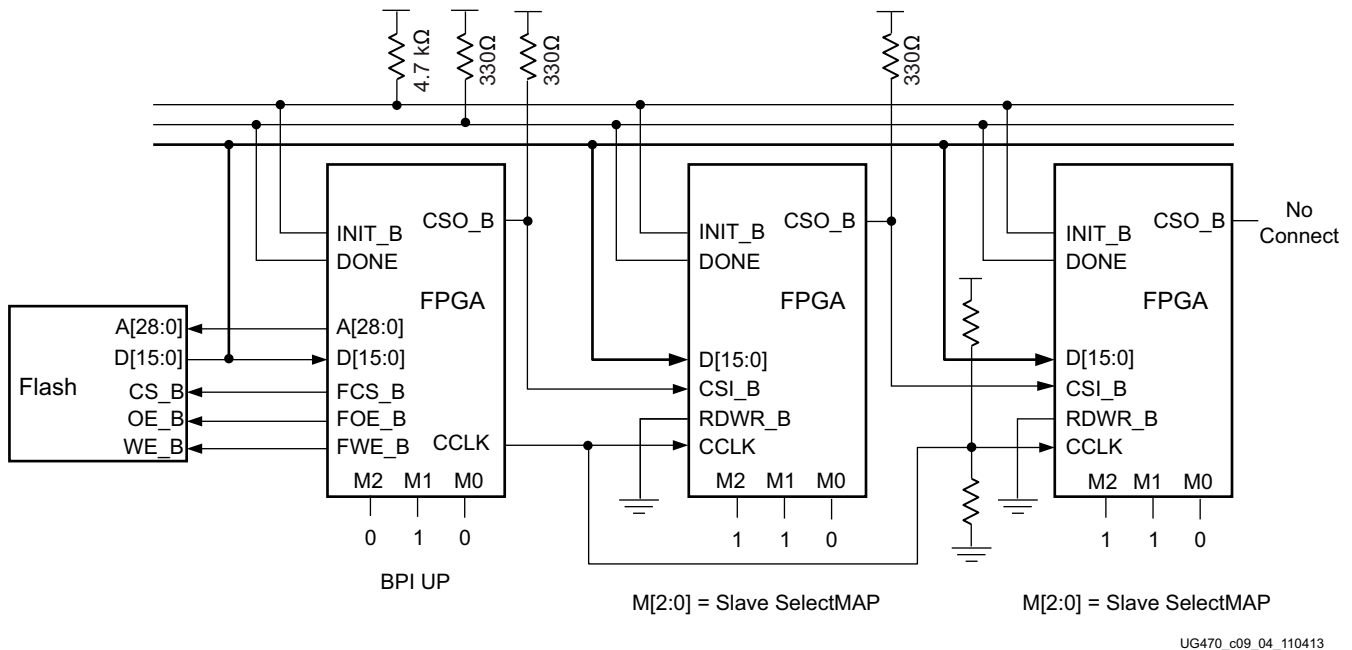 4.7 kΩ
330Ω
330Ω
330Ω
Flash
A[28:0]
D[15:0]
CS_B
OE_B
WE_B
INIT_B
DONE
CSO_B
FPGA
A[28:0]
D[15:0]
FCS_B
FOE_B
FWE_B
CCLK
M2 M1 M0
0 1 0
BPI UP
INIT_B
DONE
CSO_B
FPGA
D[15:0]
CSI_B
RDWR_B
CCLK
M2 M1 M0
1 1 0
M[2:0] = Slave SelectMAP
INIT_B
DONE
CSO_B
No
Connect
FPGA
D[15:0]
CSI_B
RDWR_B
CCLK
M2 M1 M0
1 1 0
M[2:0] = Slave SelectMAP
UG470_c09_04_110413